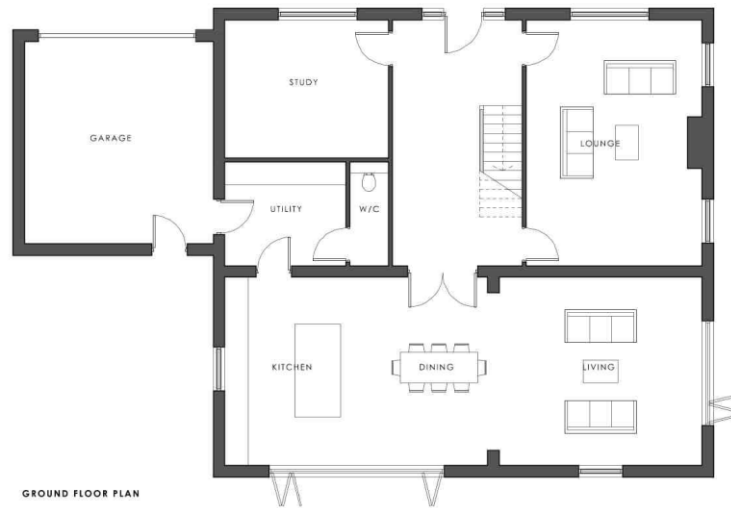 STUDY
GARAGE
LOUNGE
UTILITY
W/C
KITCHEN
DINING
LIVING
GROUND FLOOR PLAN